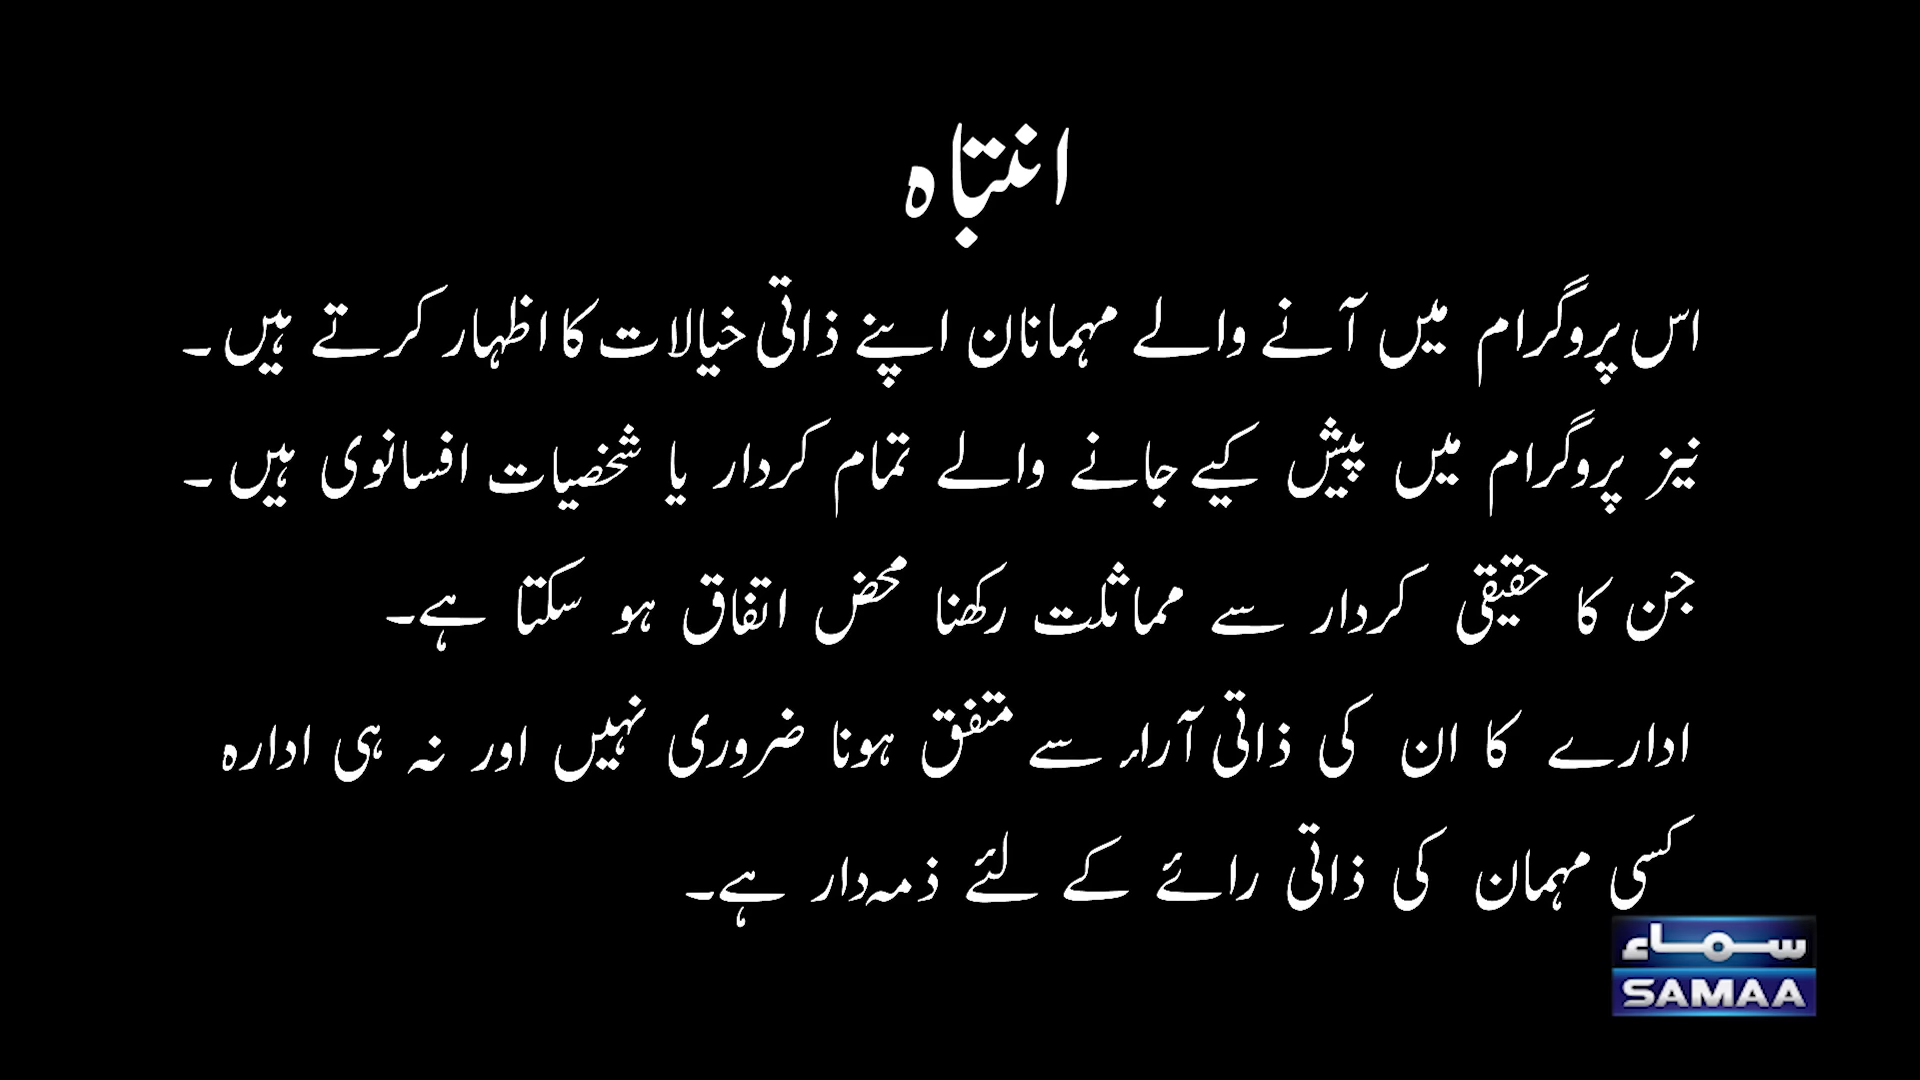 انتباہ
اس پروگرام میں آنے والے مہمانان اپنے ذاتی خیالات کا اظہار کرتے ہیں۔
نیز پروگرام میں پیش کیے جانے والے تمام کردار یا شخصیات افسانوی ہیں۔
جن کا حقیقی کردار سے مماثلت رکھنا محض اتفاق ہو سکتا ہے۔
ادارے کا ان کی ذاتی آراء سے متفق ہونا ضروری نہیں اور نہ ہی ادارہ
کسی مہمان کی ذاتی رائے کے لئے ذمہ دار ہے۔
سماء
SAMAA